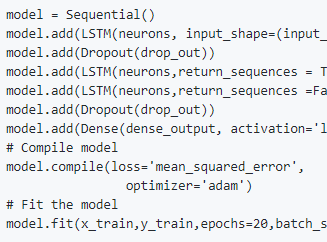 model = Sequential()
model.add(LSTM(neurons, input_shape=(input_
model.add(Dropout(drop_out))
model.add(LSTM(neurons,return_sequences = T
model.add(LSTM(neurons,return_sequences =Fa
model.add(Dropout(drop_out))
model.add(Dense(dense_output, activation='l
# Compile model
model.compile(loss='mean_squared_error',
optimizer='adam')
# Fit the model
model.fit(x_train,y_train,epochs=20,batch_s